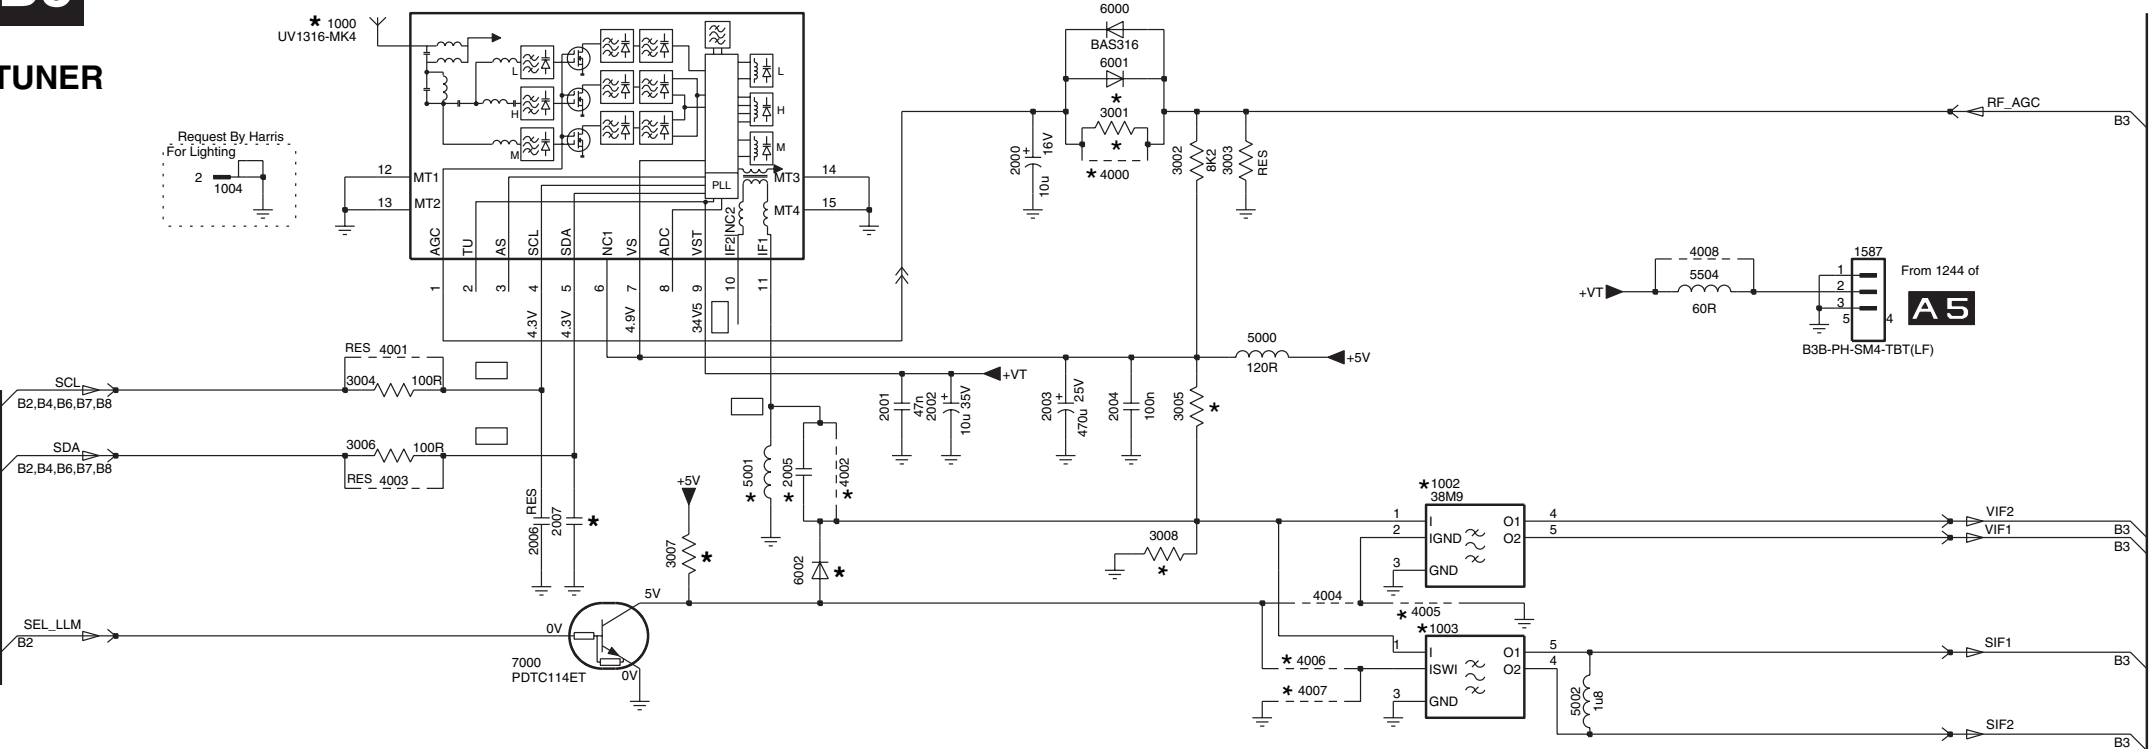 TUNER
* 1000
UV1316-MK4
Request By Harris
For Lighting
2
1004
12
13
MT1
MT2
14
15
MT3
MT4
L
H
M
L
H
M
PLL
AGC
TU
AS
SCL
SDA
NC1
VS
ADC
VST
IF2|NC2
IF1
1
2
3
4
5
6
7
8
9
10
11
4.3V
4.3V
4.9V
34V5
6000
BAS316
6001
*
3001
*
* 4000
2000
+
16V
10u
3002
8K2
3003
RES
RF_AGC
B3
4008
5504
60R
+VT
1587
1
2
3
5
4
From 1244 of
A 5
B3B-PH-SM4-TBT(LF)
5000
120R
+5V
+VT
2001
47n
2002
+
10u 35V
2003
+
470u 25V
2004
100n
3005
*
RES 4001
3004
100R
SCL
B2,B4,B6,B7,B8
SDA
B2,B4,B6,B7,B8
3006
100R
RES 4003
2006
RES
2007
*
+5V
3007
*
* 5001
* 2005
* 4002
6002
*
3008
*
*1002
38M9
1
2
3
I
IGND
GND
O1
O2
4
5
VIF2
VIF1
B3
B3
4004
* 4005
*1003
1
3
I
ISWI
GND
O1
O2
5
4
* 4006
* 4007
5002
1u8
SIF1
B3
SIF2
B3
SEL_LLM
B2
0V
5V
0V
7000
PDTC114ET